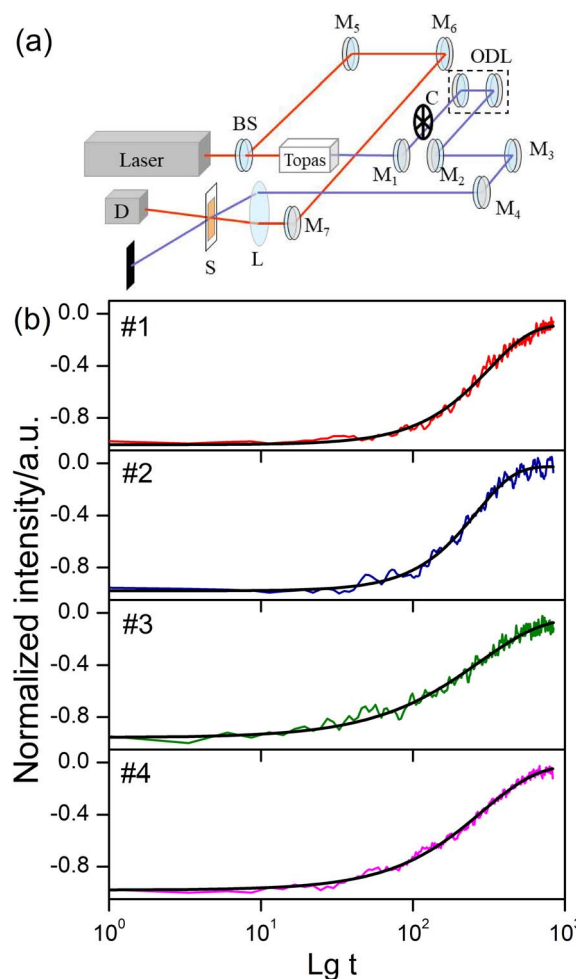 (a)
M5
M6
ODL
C
BS
Laser
Topas
M1
M2
M3
M4
D
S
L
M7
(b)
#1
0.0
-0.4
-0.8
#2
0.0
-0.4
-0.8
#3
0.0
-0.4
-0.8
#4
0.0
-0.4
-0.8
Normalized intensity/a.u.
10^0 10^1 10^2 10^3
Lg t